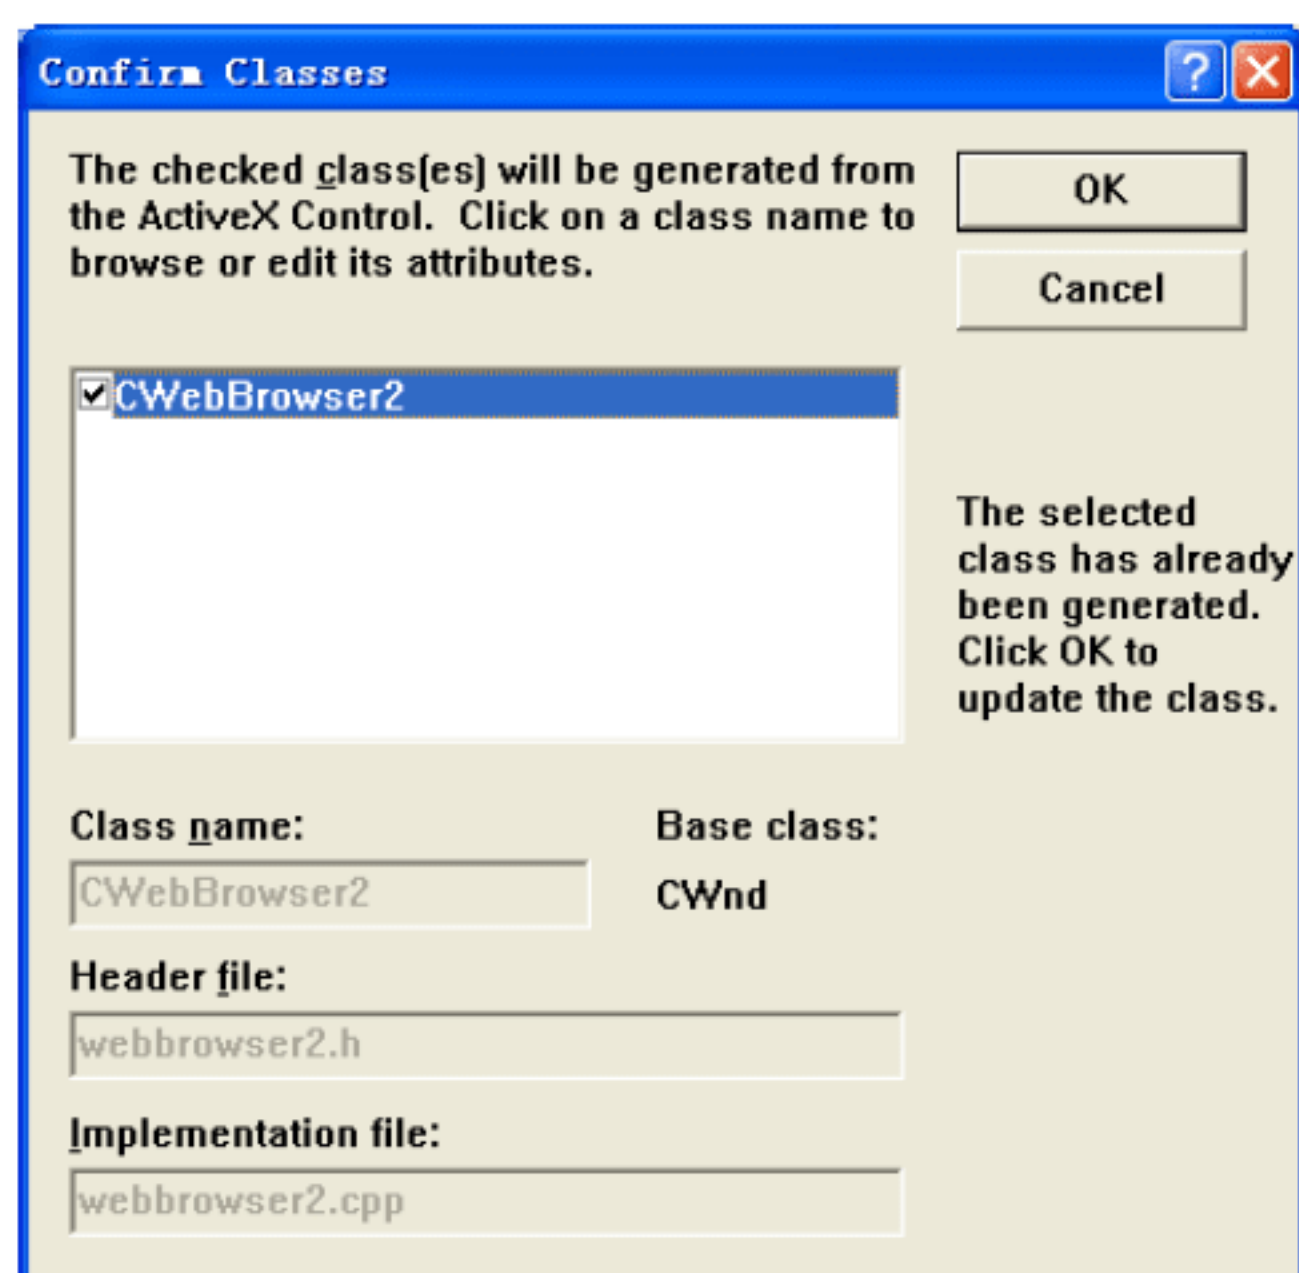 Confirm Classes
The checked class(es) will be generated from
the ActiveX Control.  Click on a class name to
browse or edit its attributes.
OK
Cancel
CWebBrowser2
The selected
class has already
been generated.
Click OK to
update the class.
Class name:
Base class:
CWebBrowser2
CWnd
Header file:
webbrowser2.h
Implementation file:
webbrowser2.cpp